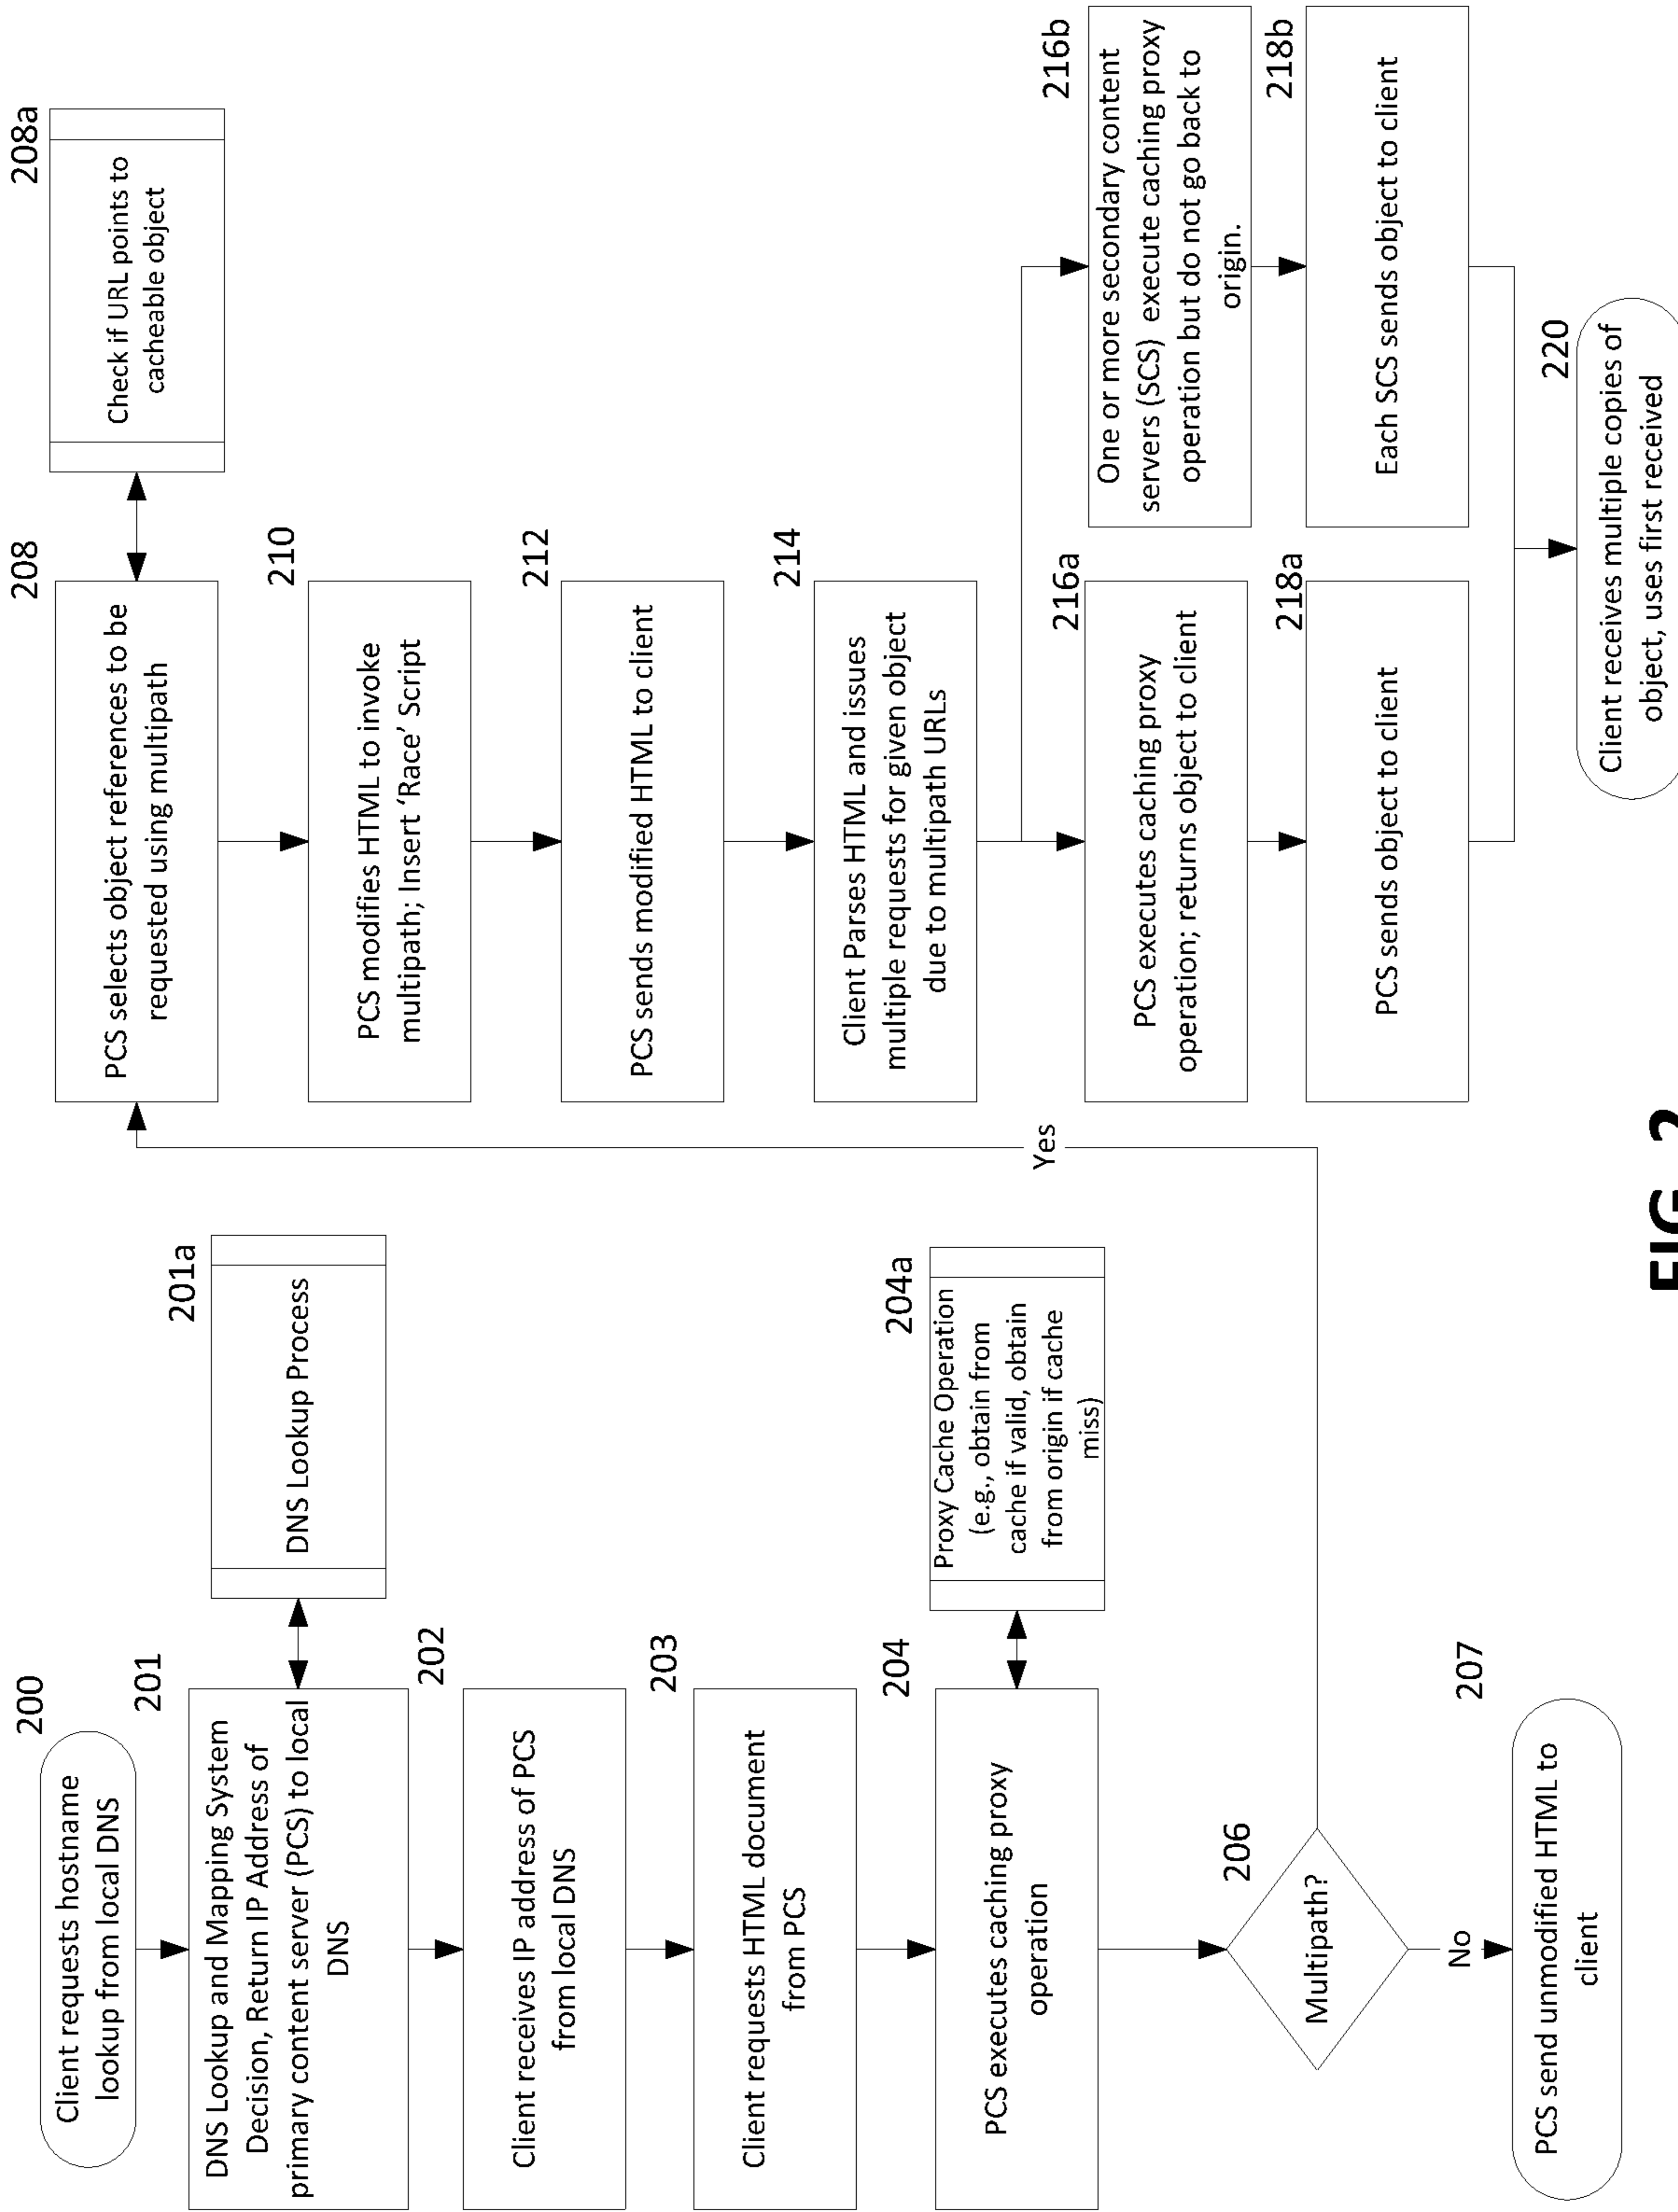 200
Client requests hostname
lookup from local DNS
201
DNS Lookup and Mapping System
Decision, Return IP Address of
primary content server (PCS) to local
DNS
201a
DNS Lookup Process
202
Client receives IP address of PCS
from local DNS
203
Client requests HTML document
from PCS
204
PCS executes caching proxy
operation
204a
Proxy Cache Operation
(e.g., obtain from
cache if valid, obtain
from origin if cache
miss)
206
Multipath?
Yes
No
207
PCS send unmodified HTML to
client
208
PCS selects object references to be
requested using multipath
208a
Check if URL points to
cacheable object
210
PCS modifies HTML to invoke
multipath; Insert ‘Race’ Script
212
PCS sends modified HTML to client
214
Client Parses HTML and issues
multiple requests for given object
due to multipath URLs
216a
PCS executes caching proxy
operation; returns object to client
216b
One or more secondary content
servers (SCS) execute caching proxy
operation but do not go back to
origin.
218a
PCS sends object to client
218b
Each SCS sends object to client
220
Client receives multiple copies of
object, uses first received
FIG. 2